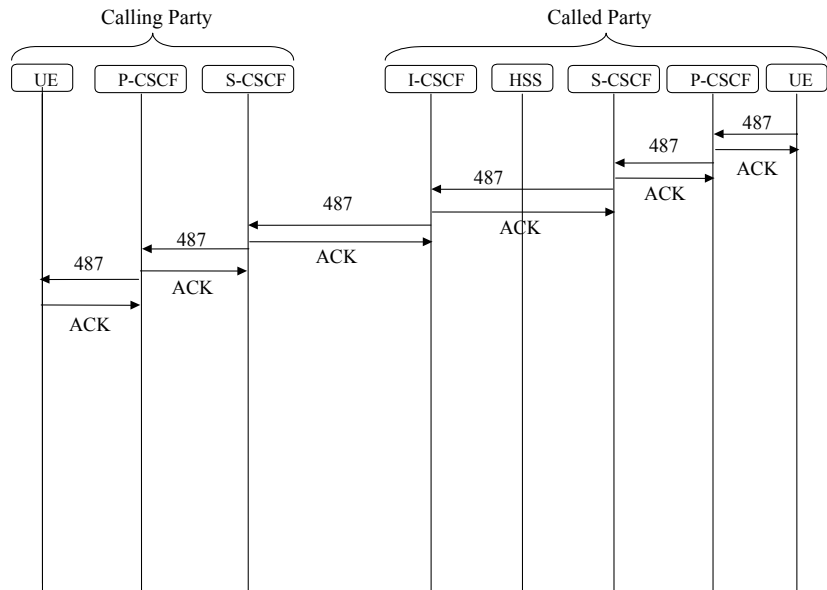 Calling Party
Called Party
UE
P-CSCF
S-CSCF
I-CSCF
HSS
S-CSCF
P-CSCF
UE
487
ACK
487
ACK
487
ACK
487
ACK
487
ACK
487
ACK